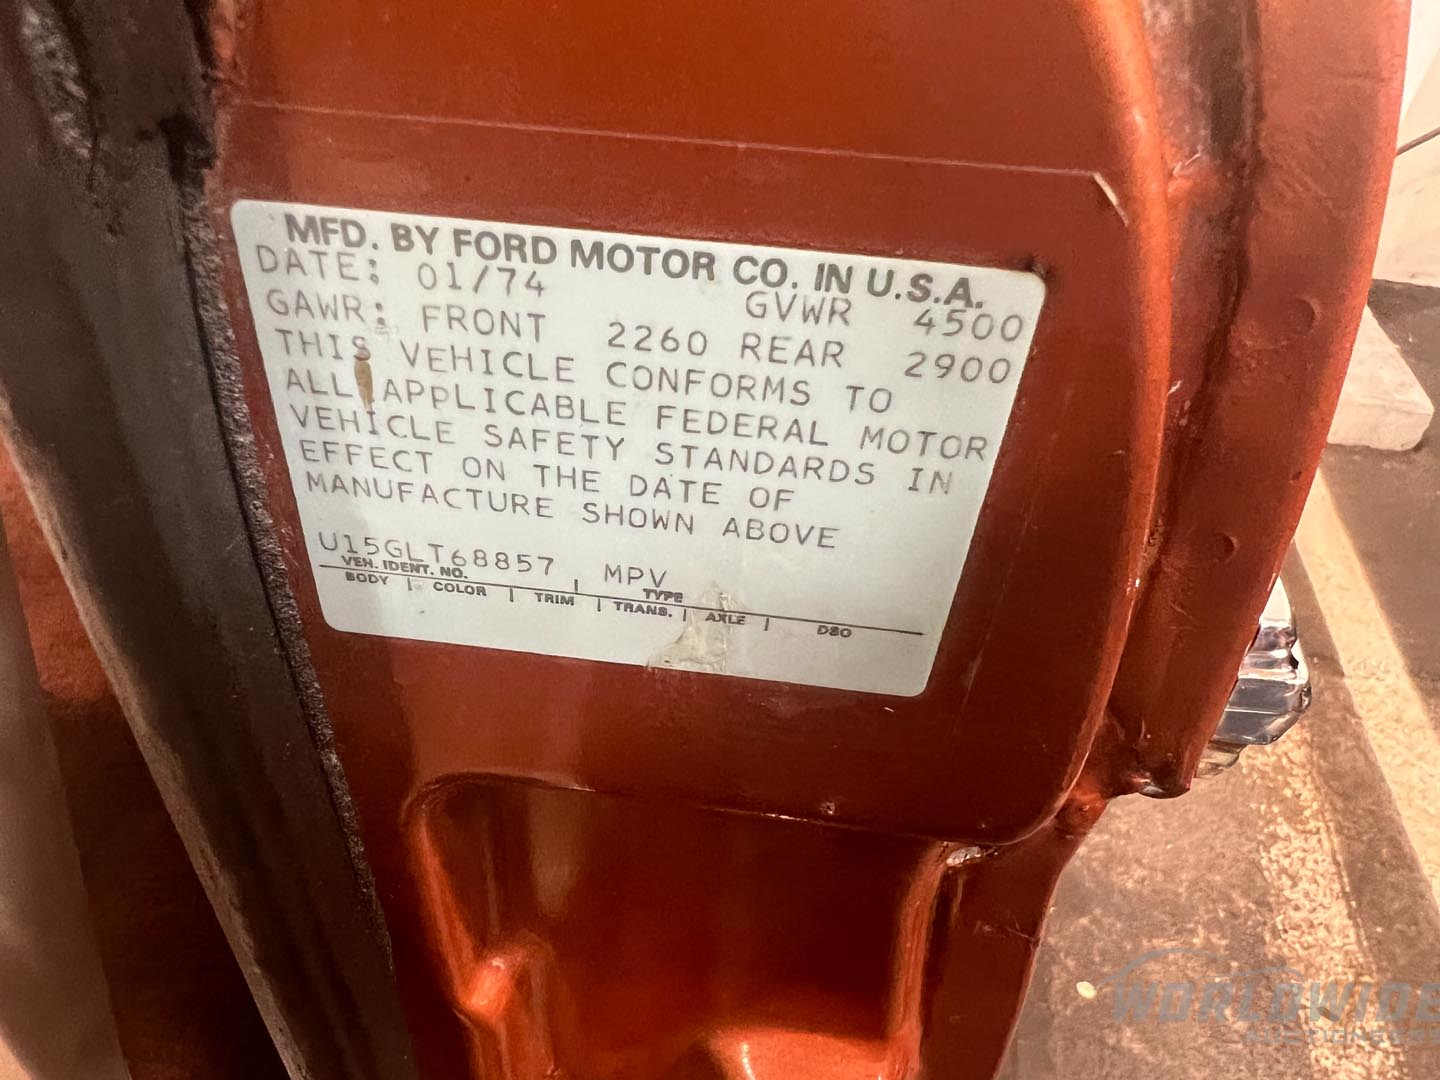 MFD. BY FORD MOTOR CO. IN U.S.A.
DATE: 01/74 GVWR 4500
GAWR: FRONT 2260 REAR 2900
THIS VEHICLE CONFORMS TO
ALL APPLICABLE FEDERAL MOTOR
VEHICLE SAFETY STANDARDS IN
EFFECT ON THE DATE OF
MANUFACTURE SHOWN ABOVE
U15GLT68857 MPV
VEH. IDENT. NO. TYPE
BODY | COLOR | TRIM | TRANS. | AXLE | DSO
WORLDWIDE
AUCTIONEERS